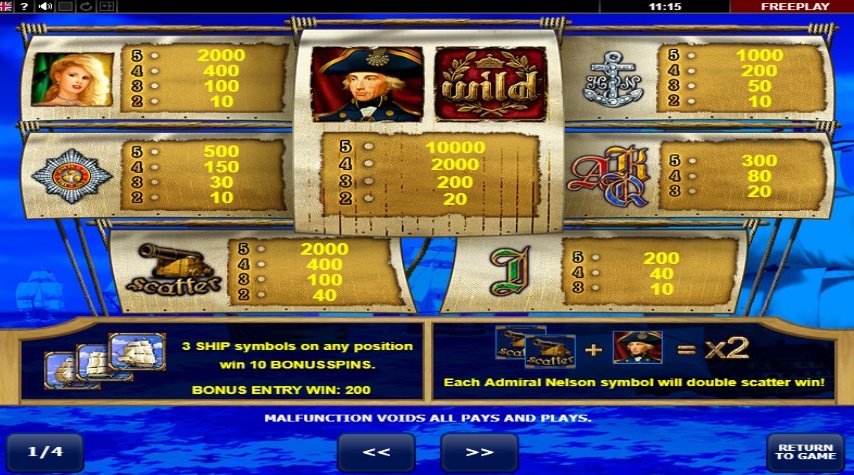 ?
11:15
FREEPLAY
5 2000
4 400
3 100
2 10
wild
5 10000
4 2000
3 200
2 20
H N
5 1000
4 200
3 50
2 10
5 500
4 150
3 30
2 10
A K Q
5 300
4 80
3 20
scatter
5 2000
4 400
3 100
2 40
J
5 200
4 40
3 10
3 SHIP symbols on any position
win 10 BONUSSPINS.
BONUS ENTRY WIN: 200
scatter + = x2
Each Admiral Nelson symbol will double scatter win!
MALFUNCTION VOIDS ALL PAYS AND PLAYS.
1/4
<<
>>
RETURN
TO GAME